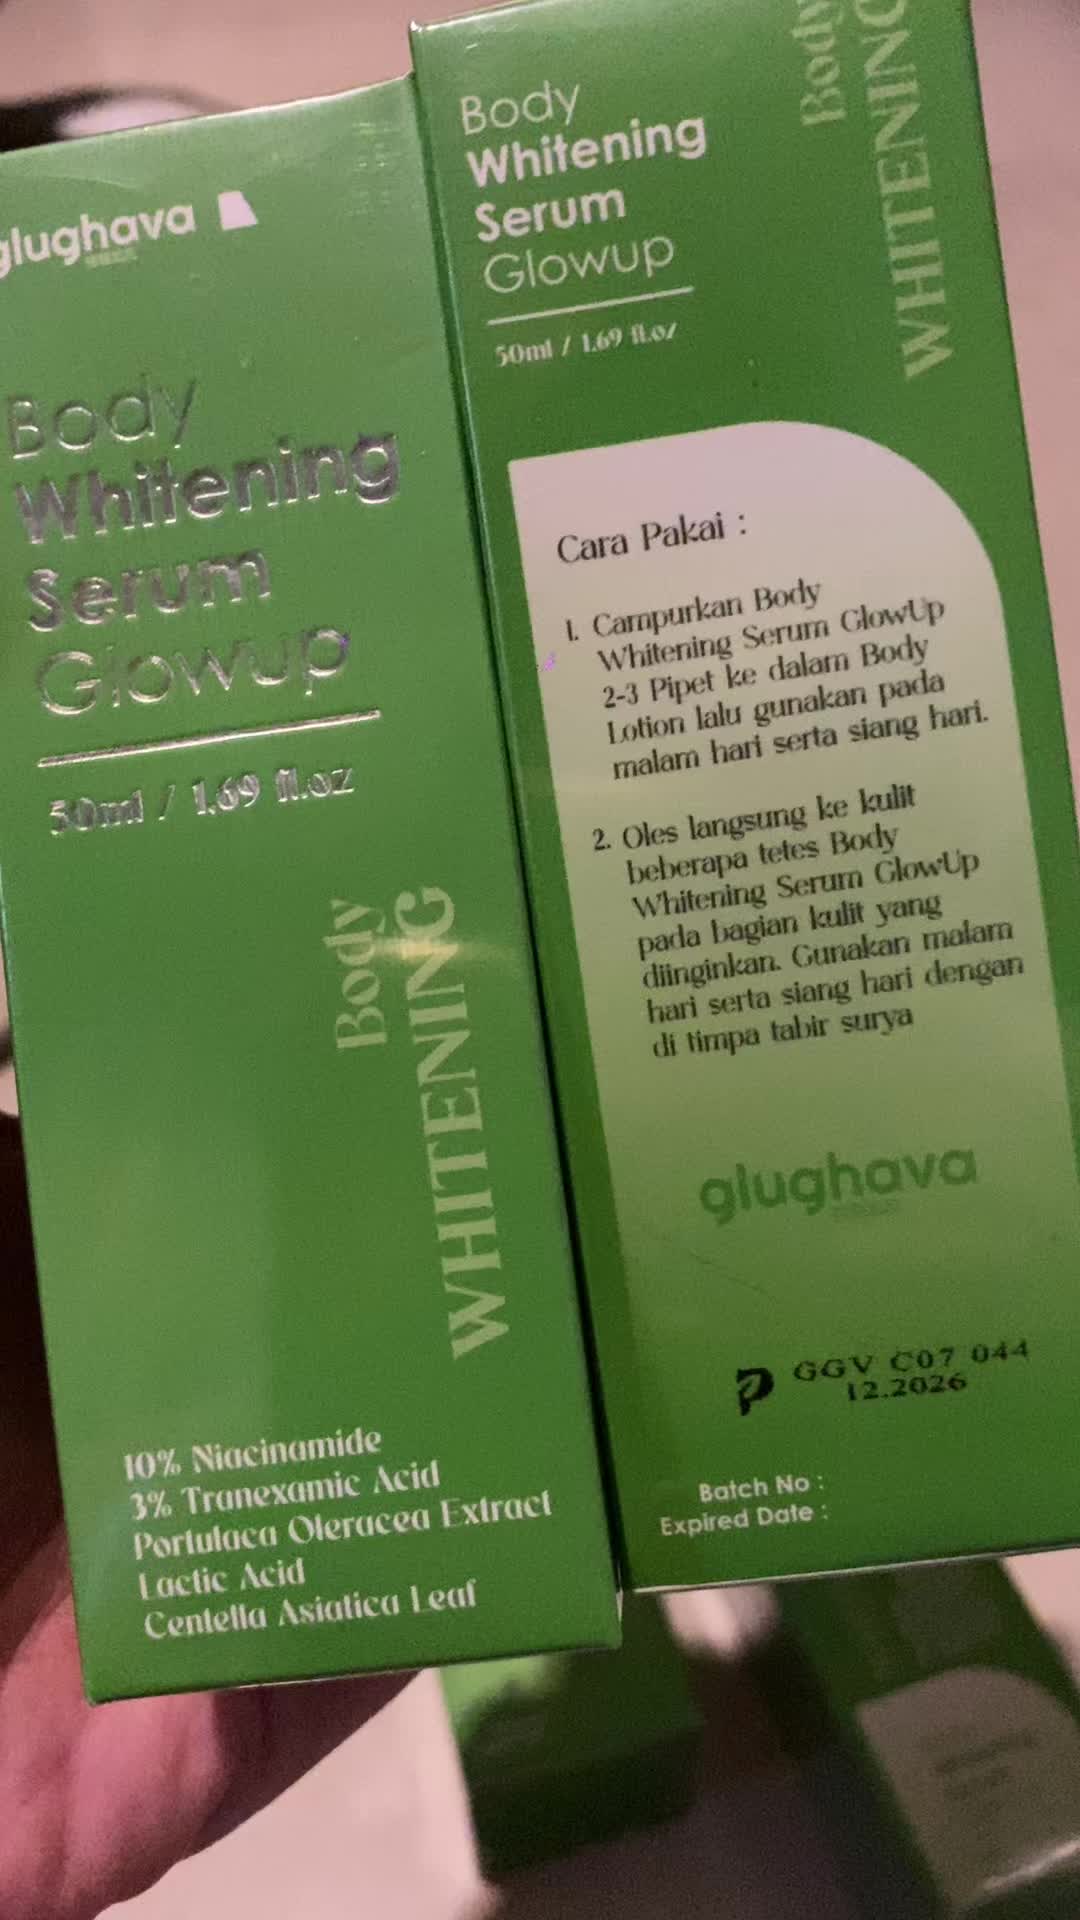 glughava
Body
Whitening
Serum
Glowup
50ml / 1.69 fl.oz
Body
WHITENING
10% Niacinamide
3% Tranexamic Acid
Portulaca Oleracea Extract
Lactic Acid
Centella Asiatica Leaf
Body
Whitening
Serum
Glowup
50ml / 1.69 fl.oz
Body
WHITENING
Cara Pakai :
1. Campurkan Body
Whitening Serum GlowUp
2-3 Pipet ke dalam Body
Lotion lalu gunakan pada
malam hari serta siang hari.
2. Oles langsung ke kulit
beberapa tetes Body
Whitening Serum GlowUp
pada bagian kulit yang
diinginkan. Gunakan malam
hari serta siang hari dengan
di timpa tabir surya
glughava
GGV C07 044
12.2026
Batch No :
Expired Date :